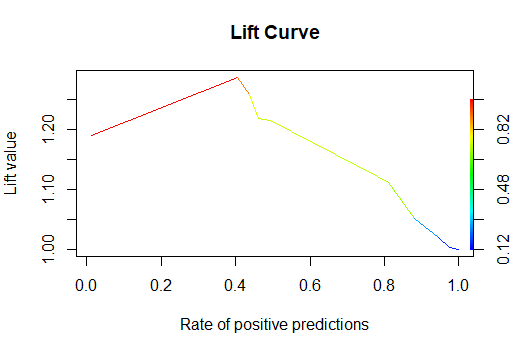 Lift Curve
Lift value
1.00 1.10 1.20
0.0 0.2 0.4 0.6 0.8 1.0
Rate of positive predictions
0.12 0.48 0.82